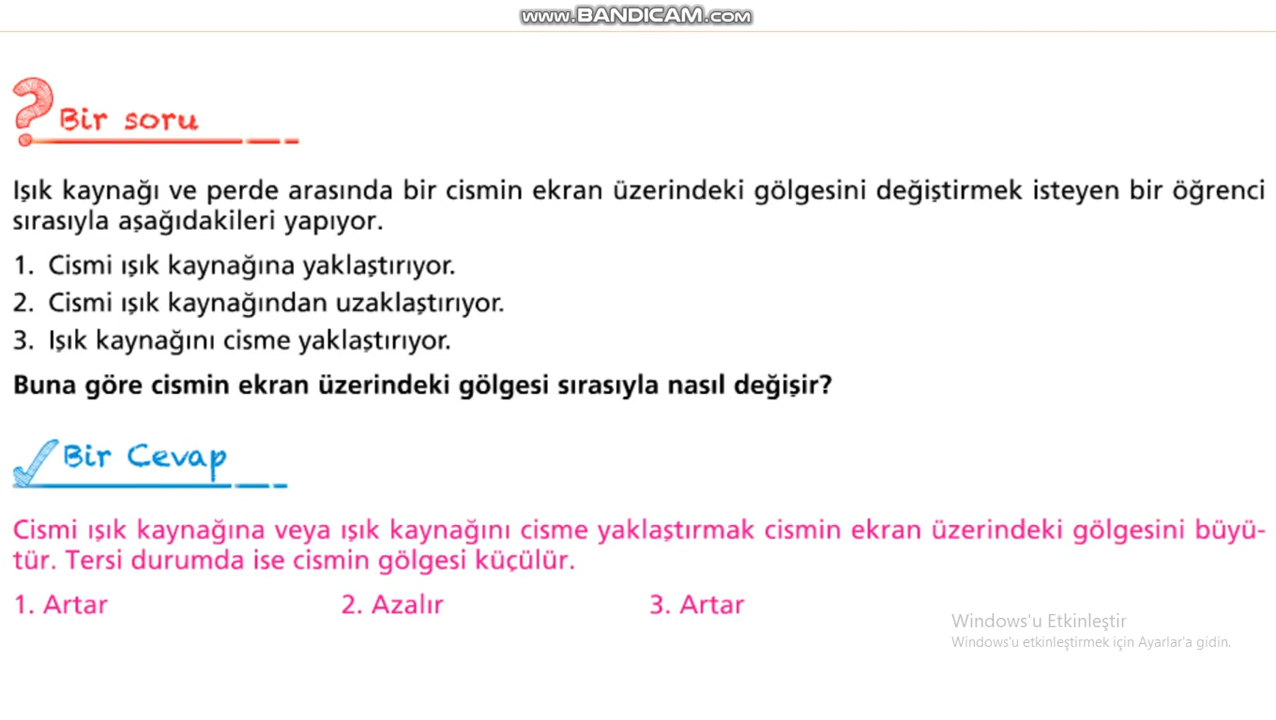 www.BANDICAM.com
Bir soru
Işık kaynağı ve perde arasında bir cismin ekran üzerindeki gölgesini değiştirmek isteyen bir öğrenci
sırasıyla aşağıdakileri yapıyor.
1. Cismi ışık kaynağına yaklaştırıyor.
2. Cismi ışık kaynağından uzaklaştırıyor.
3. Işık kaynağını cisme yaklaştırıyor.
Buna göre cismin ekran üzerindeki gölgesi sırasıyla nasıl değişir?
Bir Cevap
Cismi ışık kaynağına veya ışık kaynağını cisme yaklaştırmak cismin ekran üzerindeki gölgesini büyü-
tür. Tersi durumda ise cismin gölgesi küçülür.
1. Artar 2. Azalır 3. Artar
Windows'u Etkinleştir
Windows'u etkinleştirmek için Ayarlar'a gidin.